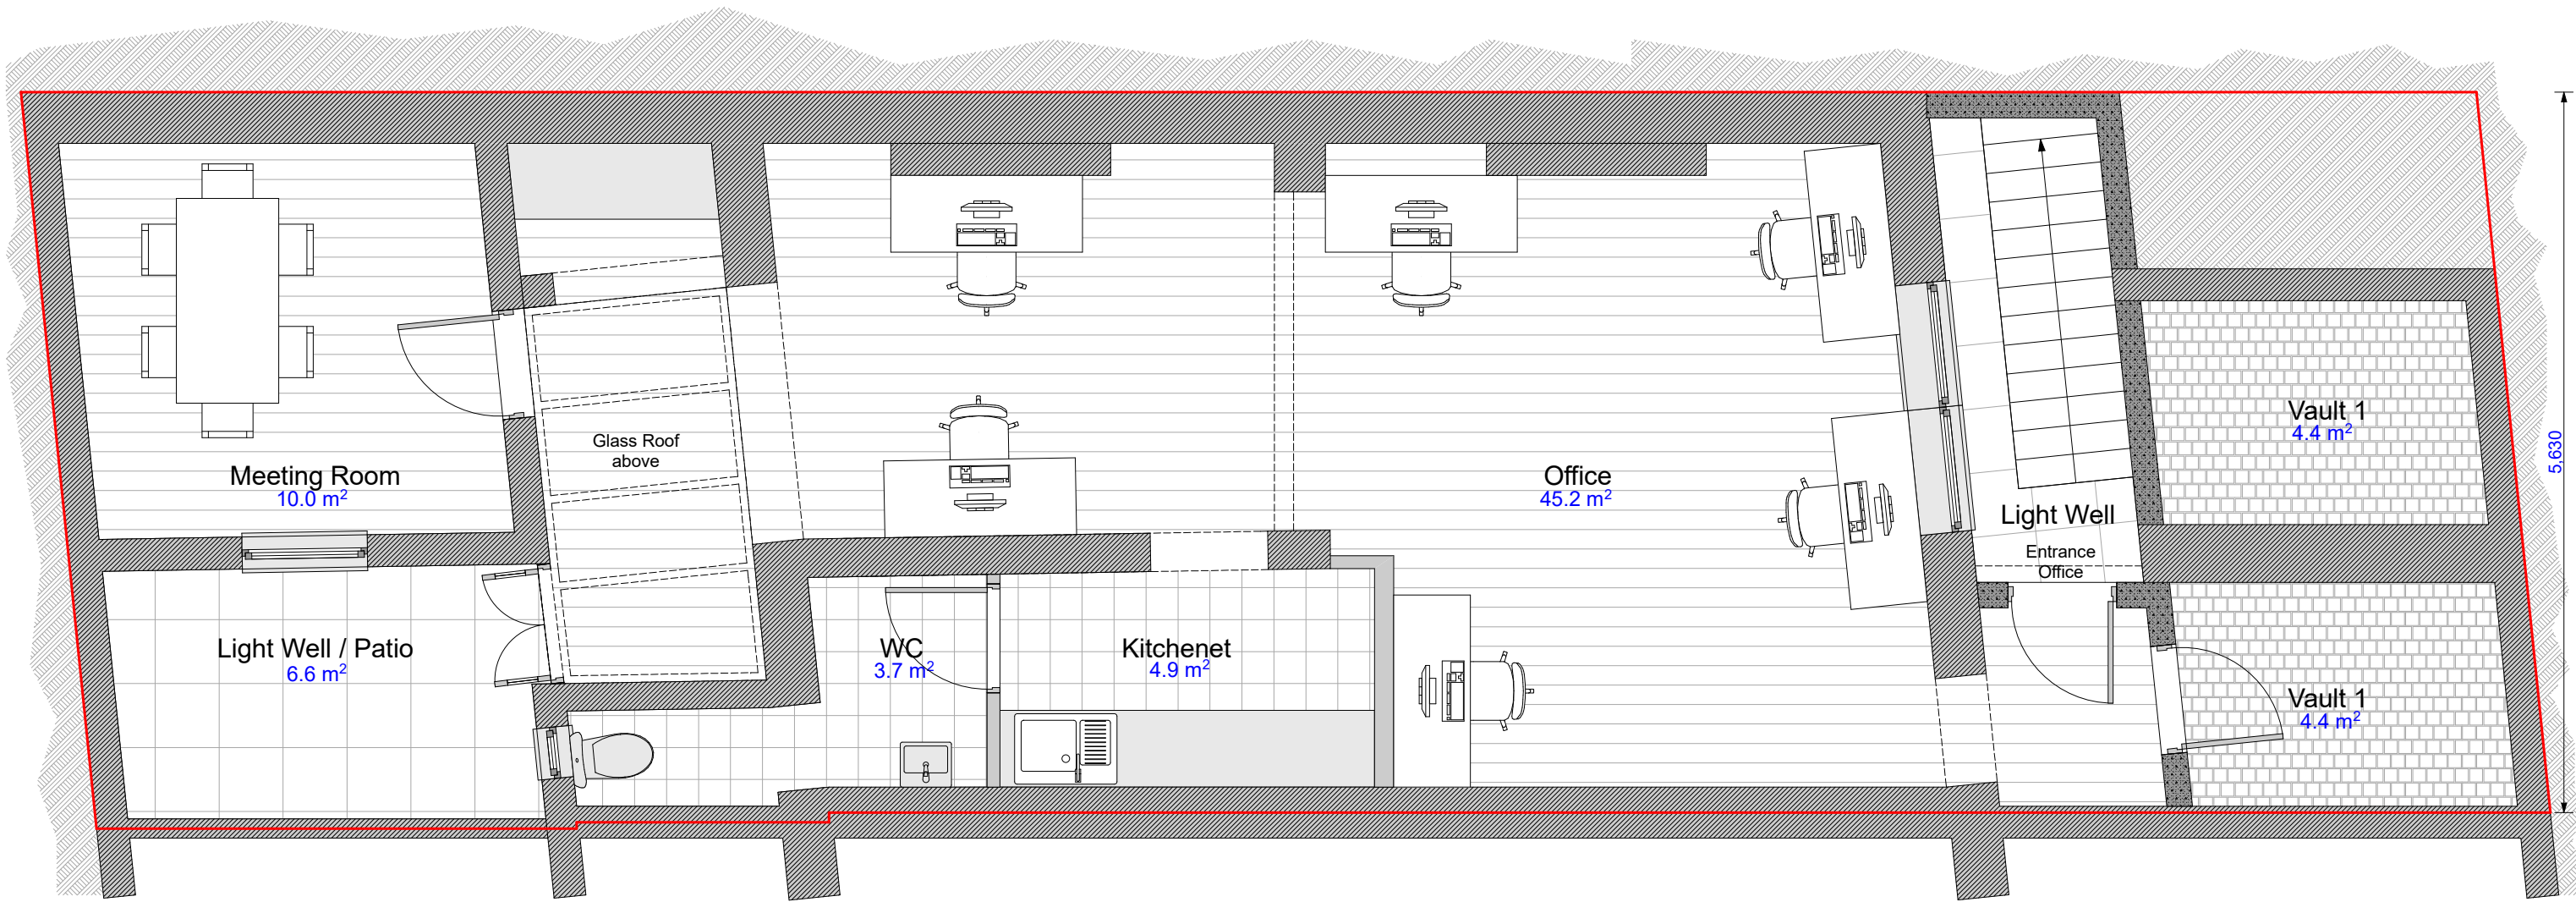 Meeting Room
10.0 m²
Glass Roof
above
Office
45.2 m²
Light Well
Entrance
Office
Vault 1
4.4 m²
5,630
Light Well / Patio
6.6 m²
WC
3.7 m²
Kitchenet
4.9 m²
Vault 1
4.4 m²